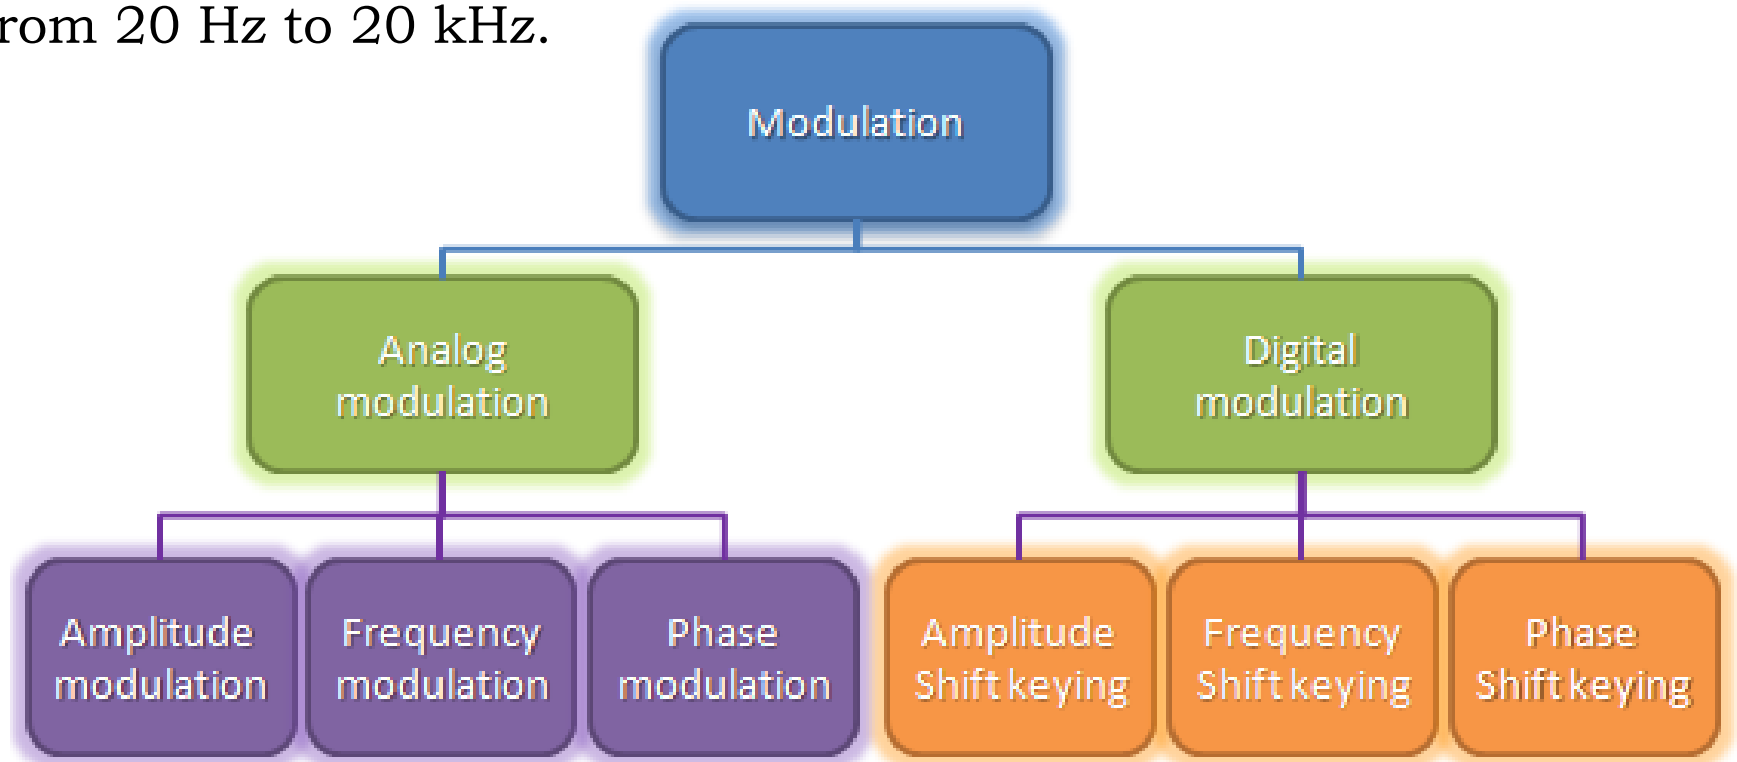 rom 20 Hz to 20 kHz.
Modulation
Analog
modulation
Digital
modulation
Amplitude
modulation
Frequency
modulation
Phase
modulation
Amplitude
Shift keying
Frequency
Shift keying
Phase
Shift keying